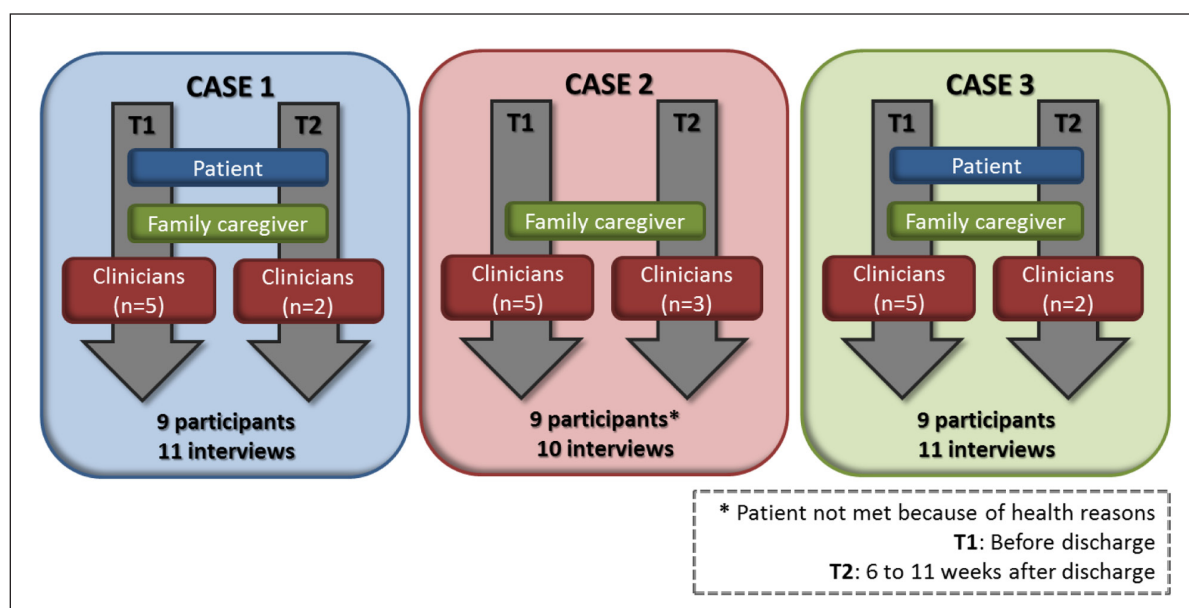 CASE 1
T1
T2
Patient
Family caregiver
Clinicians
(n=5)
Clinicians
(n=2)
9 participants
11 interviews
CASE 2
T1
T2
Family caregiver
Clinicians
(n=5)
Clinicians
(n=3)
9 participants*
10 interviews
CASE 3
T1
T2
Patient
Family caregiver
Clinicians
(n=5)
Clinicians
(n=2)
9 participants
11 interviews
* Patient not met because of health reasons
T1: Before discharge
T2: 6 to 11 weeks after discharge